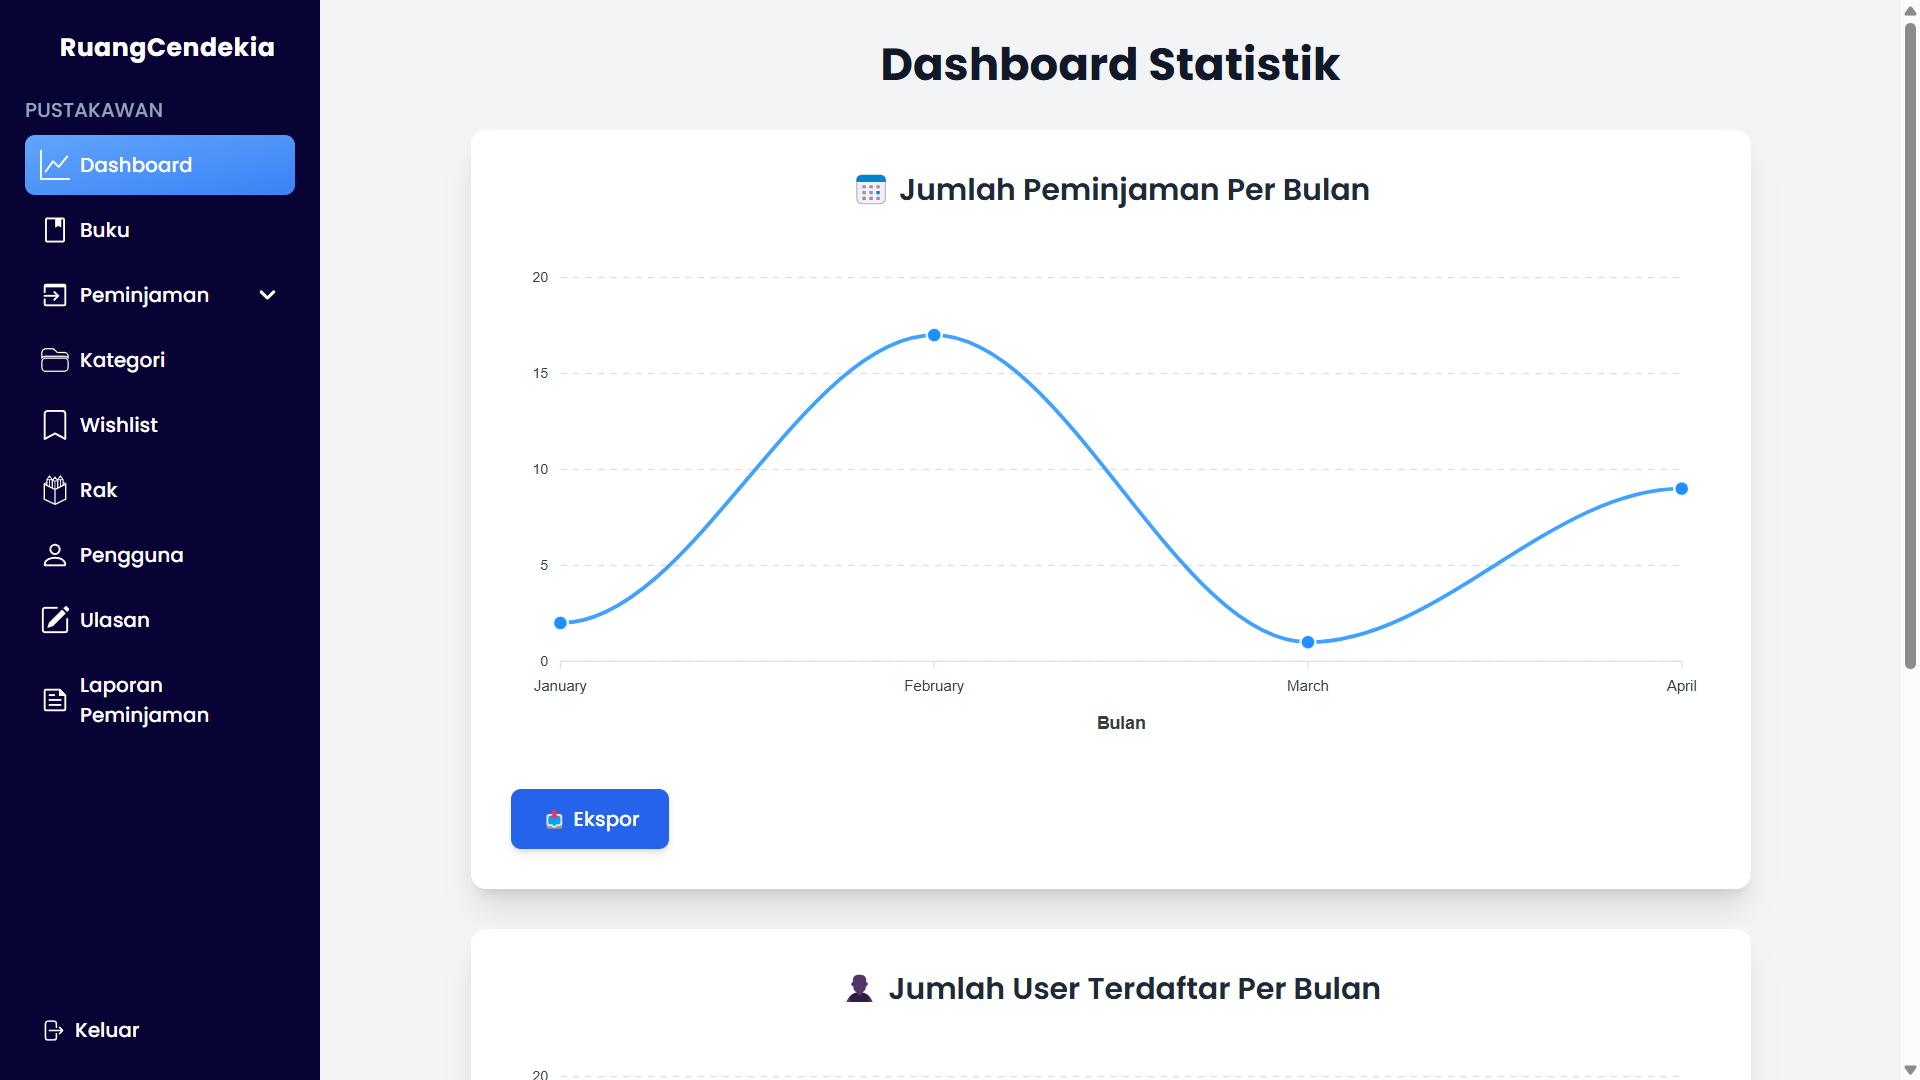 RuangCendekia
PUSTAKAWAN
Dashboard
Buku
Peminjaman
Kategori
Wishlist
Rak
Pengguna
Ulasan
Laporan
Peminjaman
Keluar
Dashboard Statistik
Jumlah Peminjaman Per Bulan
20
15
10
5
0
January February March April
Bulan
Ekspor
Jumlah User Terdaftar Per Bulan
20